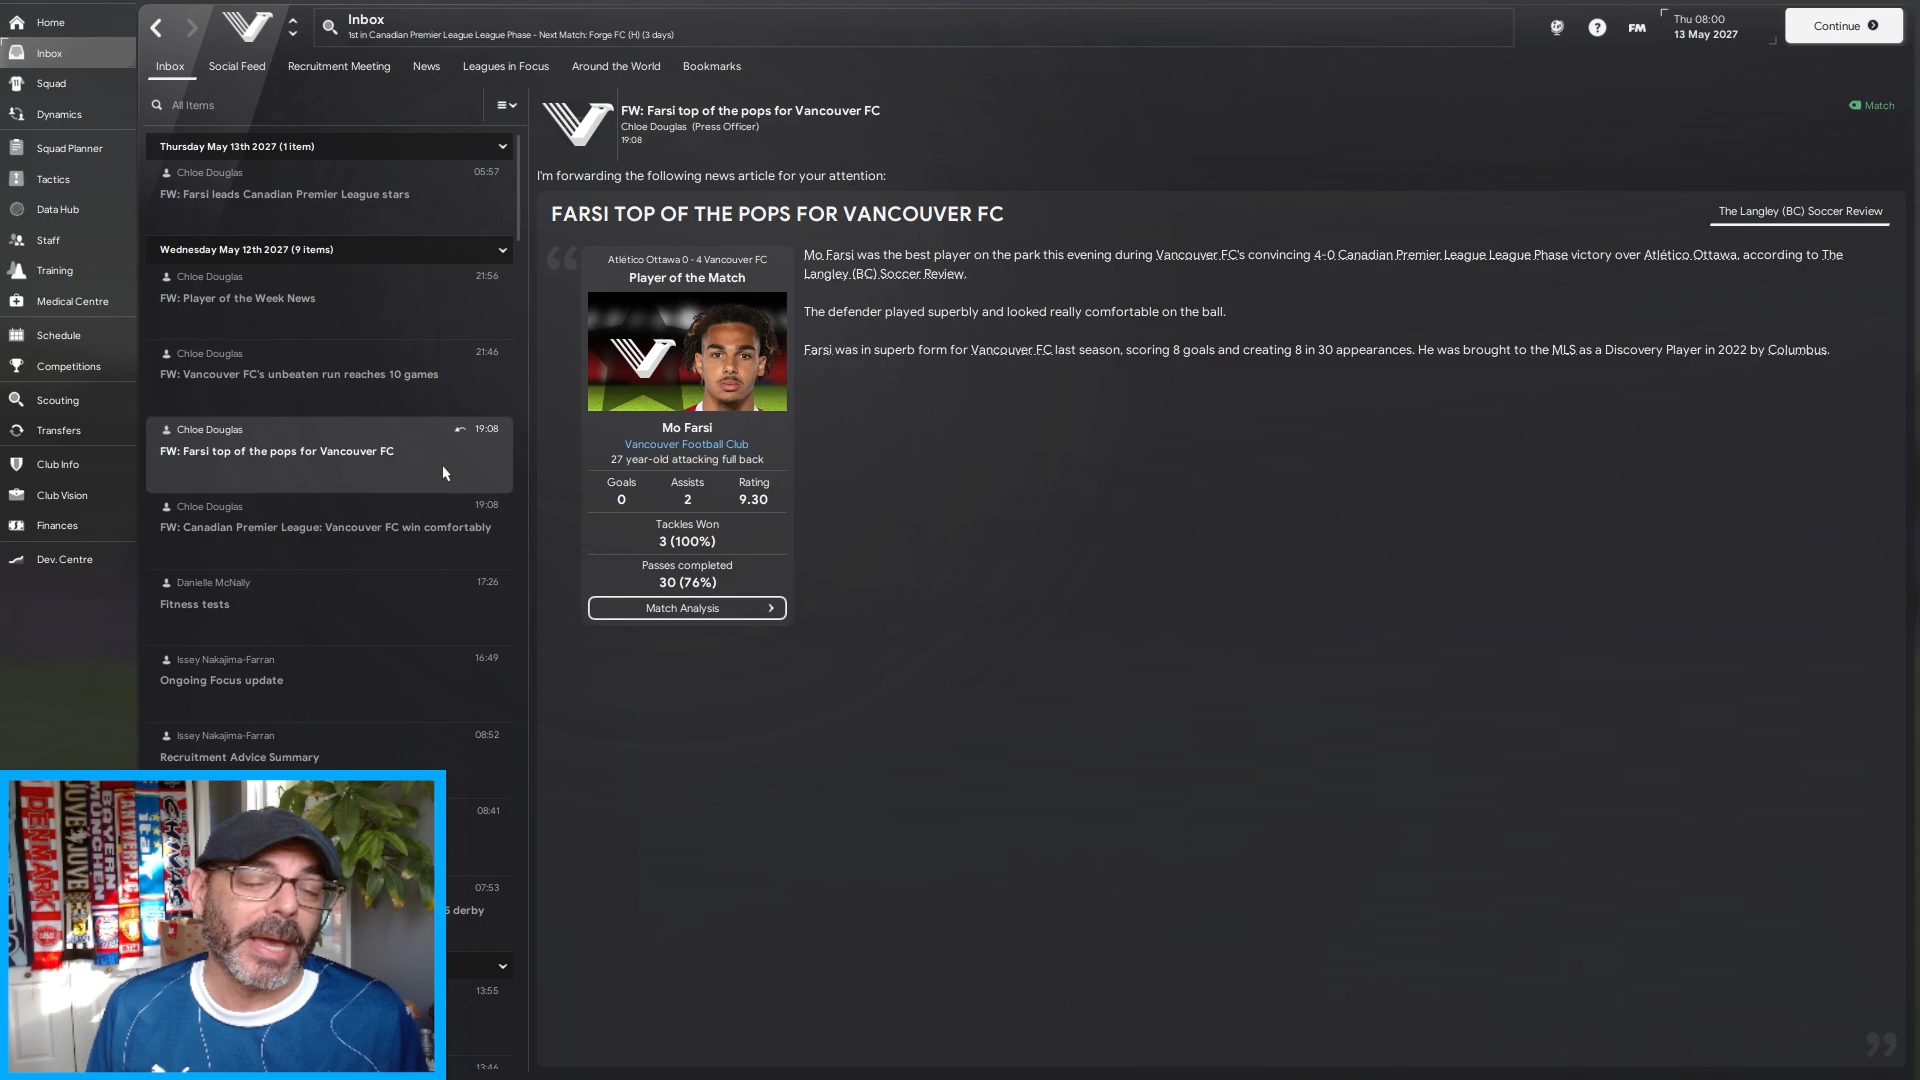 Home
Inbox
Squad
Dynamics
Squad Planner
Tactics
Data Hub
Staff
Training
Medical Centre
Schedule
Competitions
Scouting
Transfers
Club Info
Club Vision
Finances
Dev. Centre
Inbox
1st in Canadian Premier League League Phase - Next Match: Forge FC (H) (3 days)
FM
Thu 08:00
13 May 2027
Continue
Inbox Social Feed Recruitment Meeting News Leagues in Focus Around the World Bookmarks
All Items
Thursday May 13th 2027 (1 item)
Chloe Douglas 05:57
FW: Farsi leads Canadian Premier League stars
Wednesday May 12th 2027 (9 items)
Chloe Douglas 21:56
FW: Player of the Week News
Chloe Douglas 21:46
FW: Vancouver FC's unbeaten run reaches 10 games
Chloe Douglas 19:08
FW: Farsi top of the pops for Vancouver FC
Chloe Douglas 19:08
FW: Canadian Premier League: Vancouver FC win comfortably
Danielle McNally 17:26
Fitness tests
Issey Nakajima-Farran 16:49
Ongoing Focus update
Issey Nakajima-Farran 08:52
Recruitment Advice Summary
08:41
07:53
derby
13:55
13:46
FW: Farsi top of the pops for Vancouver FC
Chloe Douglas (Press Officer)
19:08
Match
I'm forwarding the following news article for your attention:
FARSI TOP OF THE POPS FOR VANCOUVER FC
The Langley (BC) Soccer Review
Atlético Ottawa 0 - 4 Vancouver FC
Player of the Match
Mo Farsi
Vancouver Football Club
27 year-old attacking full back
Goals Assists Rating
0 2 9.30
Tackles Won
3 (100%)
Passes completed
30 (76%)
Match Analysis
Mo Farsi was the best player on the park this evening during Vancouver FC's convincing 4-0 Canadian Premier League League Phase victory over Atlético Ottawa, according to The
Langley (BC) Soccer Review.
The defender played superbly and looked really comfortable on the ball.
Farsi was in superb form for Vancouver FC last season, scoring 8 goals and creating 8 in 30 appearances. He was brought to the MLS as a Discovery Player in 2022 by Columbus.
DENMARK
JUVE JUVE
BAYERN
MÜNCHEN
ANTWERP F.C.